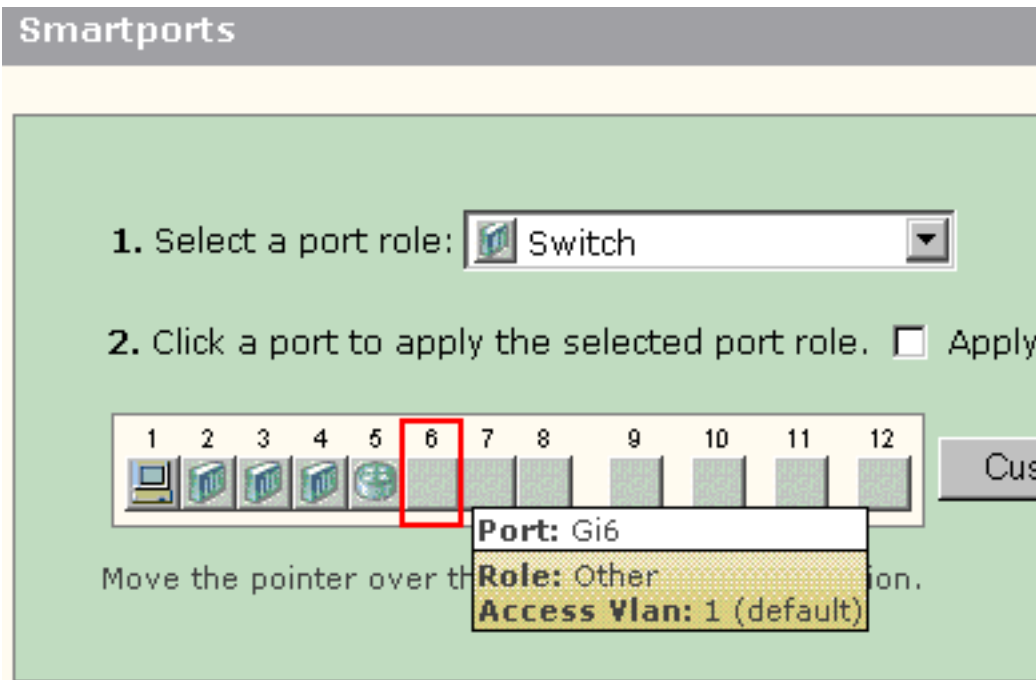 Smartports
1. Select a port role: Switch
2. Click a port to apply the selected port role. Apply
1 2 3 4 5 6 7 8 9 10 11 12
Port: Gi6
Move the pointer over th
Role: Other
ion.
Access Vlan: 1 (default)
Cus